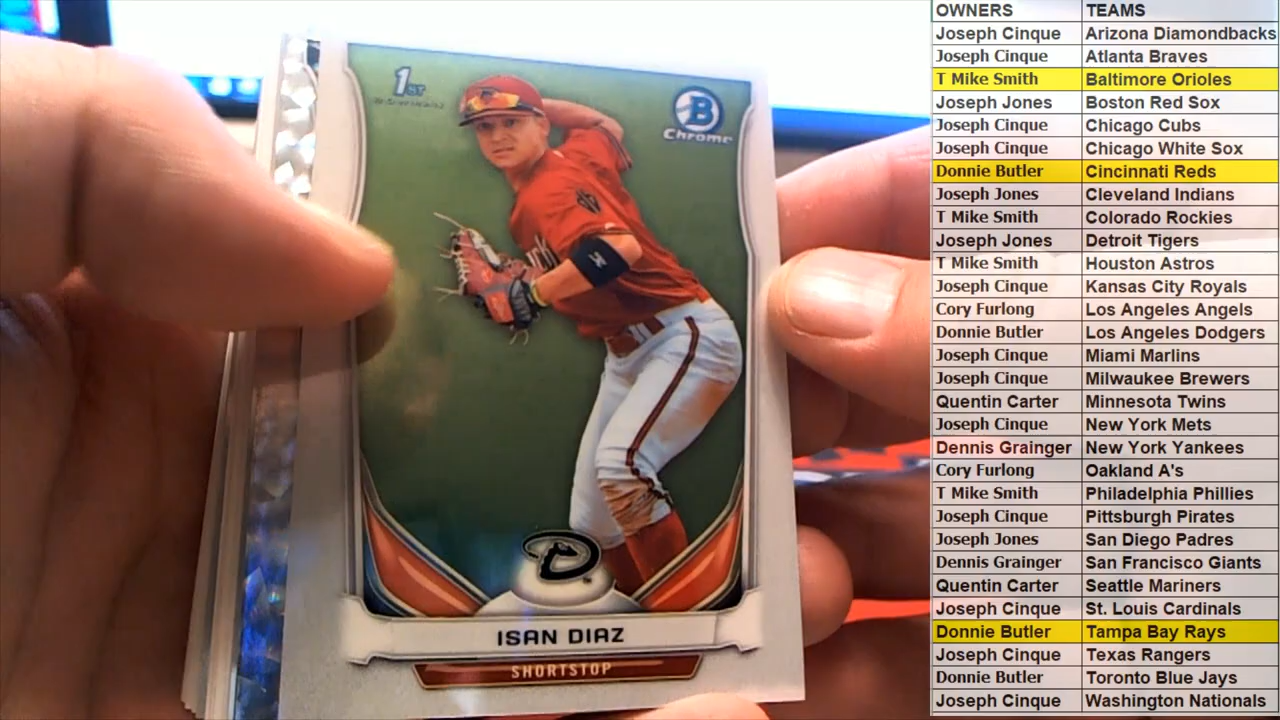 1ST
B
Chrome
D
ISAN DIAZ
SHORTSTOP
OWNERS TEAMS
Joseph Cinque Arizona Diamondbacks
Joseph Cinque Atlanta Braves
T Mike Smith Baltimore Orioles
Joseph Jones Boston Red Sox
Joseph Cinque Chicago Cubs
Joseph Cinque Chicago White Sox
Donnie Butler Cincinnati Reds
Joseph Jones Cleveland Indians
T Mike Smith Colorado Rockies
Joseph Jones Detroit Tigers
T Mike Smith Houston Astros
Joseph Cinque Kansas City Royals
Cory Furlong Los Angeles Angels
Donnie Butler Los Angeles Dodgers
Joseph Cinque Miami Marlins
Joseph Cinque Milwaukee Brewers
Quentin Carter Minnesota Twins
Joseph Cinque New York Mets
Dennis Grainger New York Yankees
Cory Furlong Oakland A's
T Mike Smith Philadelphia Phillies
Joseph Cinque Pittsburgh Pirates
Joseph Jones San Diego Padres
Dennis Grainger San Francisco Giants
Quentin Carter Seattle Mariners
Joseph Cinque St. Louis Cardinals
Donnie Butler Tampa Bay Rays
Joseph Cinque Texas Rangers
Donnie Butler Toronto Blue Jays
Joseph Cinque Washington Nationals